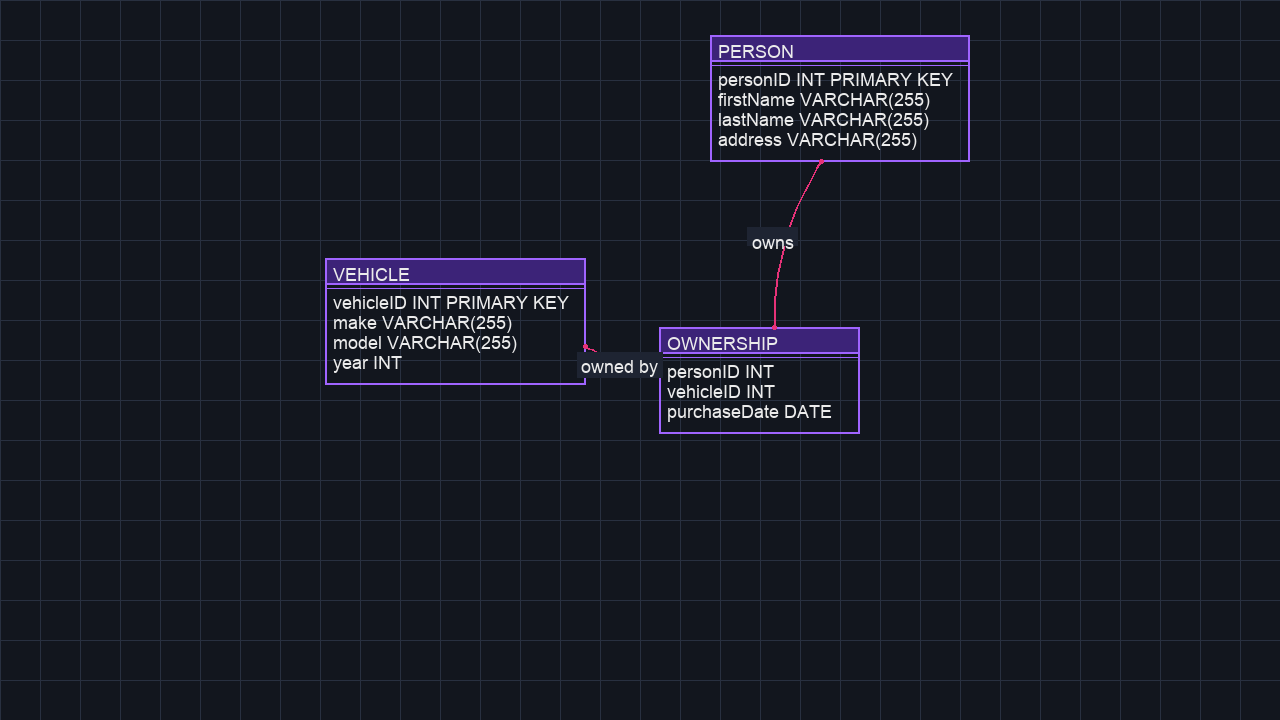 PERSON
personID INT PRIMARY KEY
firstName VARCHAR(255)
lastName VARCHAR(255)
address VARCHAR(255)
owns
VEHICLE
vehicleID INT PRIMARY KEY
make VARCHAR(255)
model VARCHAR(255)
year INT
owned by
OWNERSHIP
personID INT
vehicleID INT
purchaseDate DATE